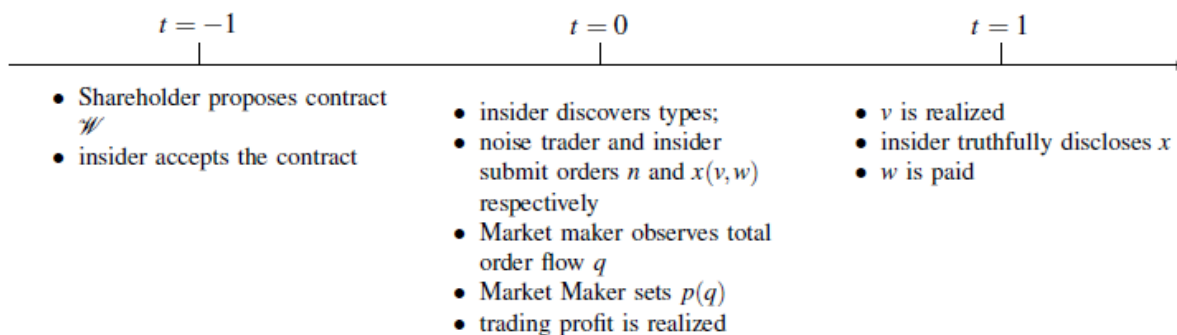 t = −1
t = 0
t = 1
• Shareholder proposes contract
𝒲
• insider accepts the contract
• insider discovers types;
• noise trader and insider
submit orders n and x(v, w)
respectively
• Market maker observes total
order flow q
• Market Maker sets p(q)
• trading profit is realized
• v is realized
• insider truthfully discloses x
• w is paid